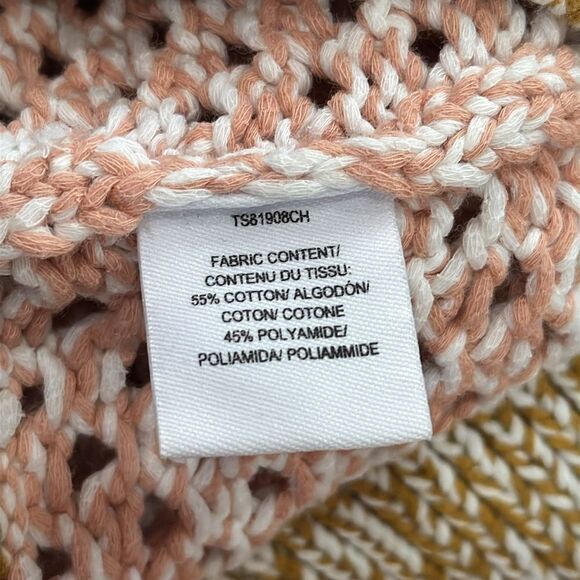 TS81908CH
FABRIC CONTENT/
CONTENU DU TISSU:
55% COTTON/ ALGODÓN/
COTON/ COTONE
45% POLYAMIDE/
POLIAMIDA/ POLIAMMIDE